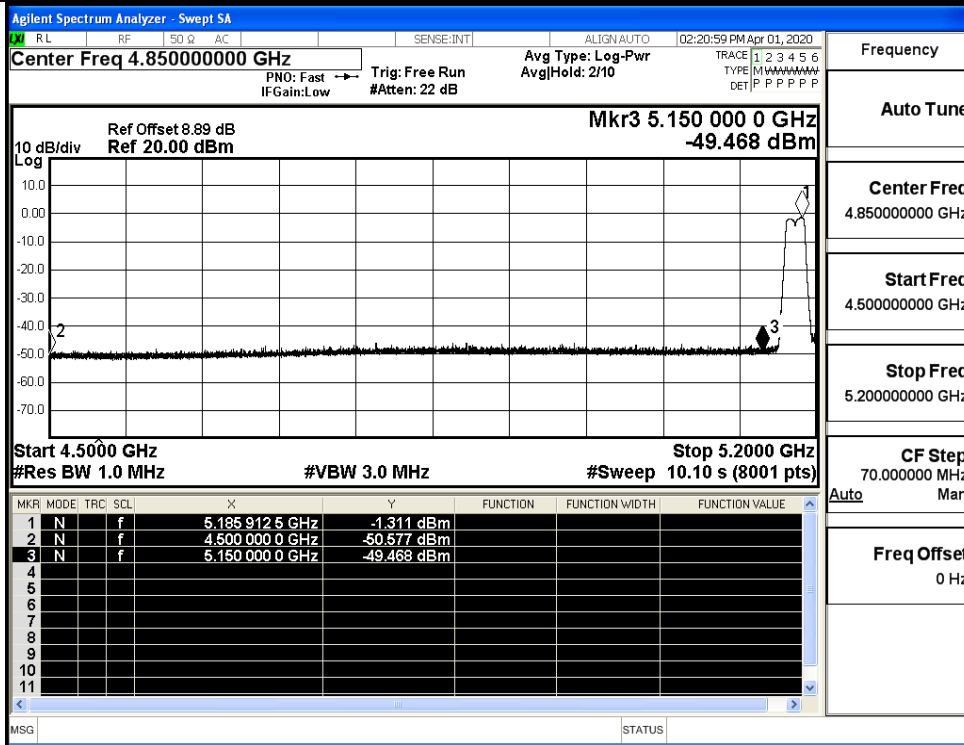 Agilent Spectrum Analyzer - Swept SA
LXI RL RF 50 Ω AC SENSE:INT ALIGN AUTO 02:20:59 PM Apr 01, 2020
Center Freq 4.850000000 GHz
PNO: Fast
IFGain:Low
Trig: Free Run
#Atten: 22 dB
Avg Type: Log-Pwr
Avg|Hold: 2/10
TRACE 1 2 3 4 5 6
TYPE M
DET P P P P P P
Frequency
Auto Tune
Center Freq
4.850000000 GHz
Start Freq
4.500000000 GHz
Stop Freq
5.200000000 GHz
CF Step
70.000000 MHz
Auto Man
Freq Offset
0 Hz
Mkr3 5.150 000 0 GHz
-49.468 dBm
Ref Offset 8.89 dB
10 dB/div Ref 20.00 dBm
Log
10.0
0.00
-10.0
-20.0
-30.0
-40.0
-50.0
-60.0
-70.0
1
2
3
Start 4.5000 GHz Stop 5.2000 GHz
#Res BW 1.0 MHz #VBW 3.0 MHz #Sweep 10.10 s (8001 pts)
MKR MODE TRC SCL X Y FUNCTION FUNCTION WIDTH FUNCTION VALUE
1 N f 5.185 912 5 GHz -1.311 dBm
2 N f 4.500 000 0 GHz -50.577 dBm
3 N f 5.150 000 0 GHz -49.468 dBm
4
5
6
7
8
9
10
11
MSG STATUS